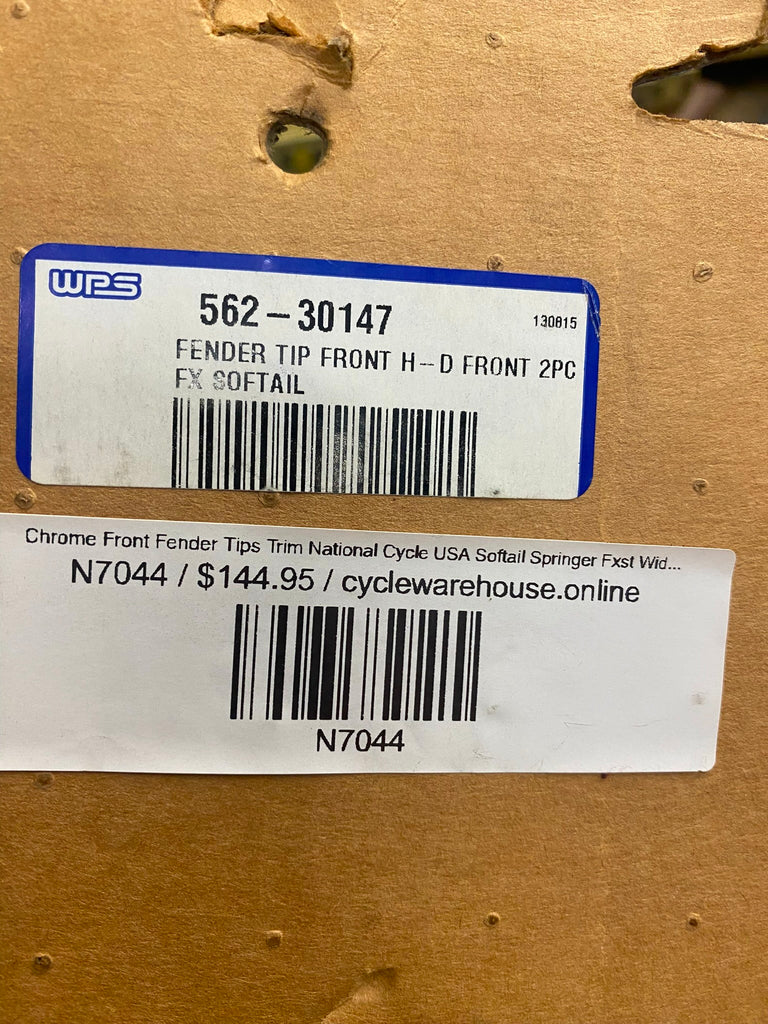 WPS
562-30147
130815
FENDER TIP FRONT H-D FRONT 2PC
FX SOFTAIL
Chrome Front Fender Tips Trim National Cycle USA Softail Springer Fxst Wid...
N7044 / $144.95 / cyclewarehouse.online
N7044